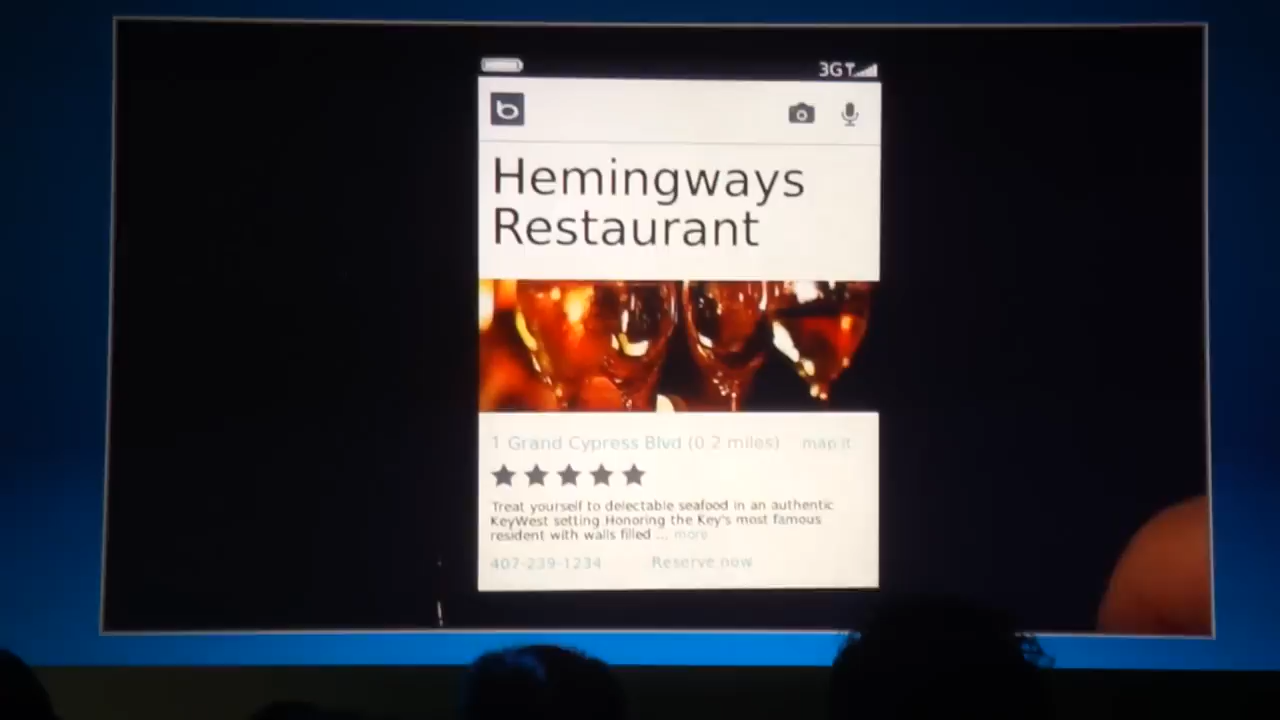 3G
Hemingways
Restaurant
1 Grand Cypress Blvd (0.2 miles) map it
Treat yourself to delectable seafood in an authentic
KeyWest setting.Honoring the Key's most famous
resident with walls filled ... more
407-239-1234 Reserve now